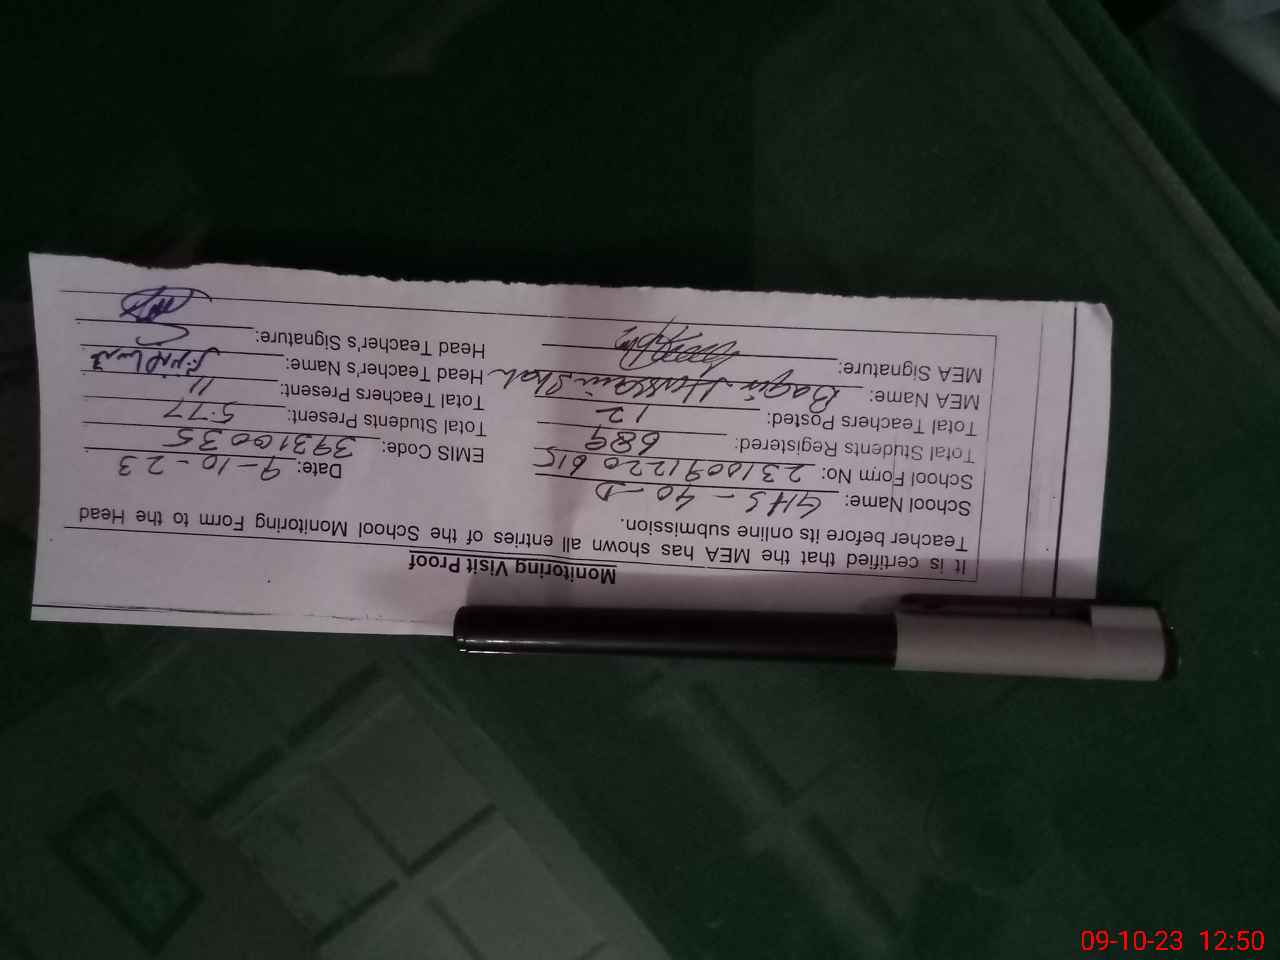 Monitoring Visit Proof
It is certified that the MEA has shown all entries of the School Monitoring Form to the Head
Teacher before its online submission.
School Name: GHS - 40 - D Date: 9-10-23
School Form No: 231009122061S EMIS Code: 39310035
Total Students Registered: 689 Total Students Present: 577
Total Teachers Posted: 12 Total Teachers Present: 11
MEA Name: Baqir Hussain Shah Head Teacher's Name:
MEA Signature: Head Teacher's Signature:
09-10-23 12:50